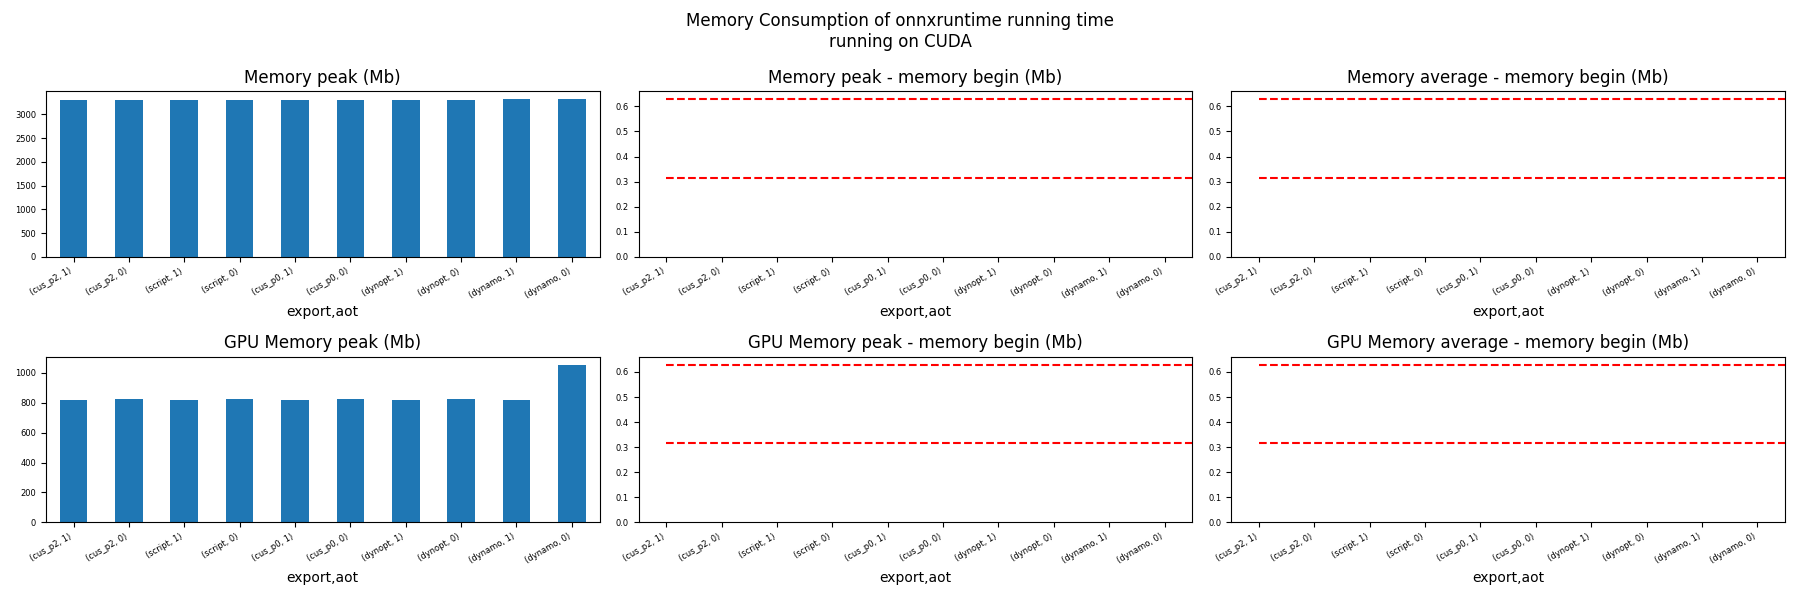 Memory Consumption of onnxruntime running time
running on CUDA
Memory peak (Mb)
3000
2500
2000
1500
1000
500
0
(cus_p2, 1)
(cus_p2, 0)
(script, 1)
(script, 0)
(cus_p0, 1)
(cus_p0, 0)
(dynopt, 1)
(dynopt, 0)
(dynamo, 1)
(dynamo, 0)
export,aot
Memory peak - memory begin (Mb)
0.6
0.5
0.4
0.3
0.2
0.1
0.0
(cus_p2, 1)
(cus_p2, 0)
(script, 1)
(script, 0)
(cus_p0, 1)
(cus_p0, 0)
(dynopt, 1)
(dynopt, 0)
(dynamo, 1)
(dynamo, 0)
export,aot
Memory average - memory begin (Mb)
0.6
0.5
0.4
0.3
0.2
0.1
0.0
(cus_p2, 1)
(cus_p2, 0)
(script, 1)
(script, 0)
(cus_p0, 1)
(cus_p0, 0)
(dynopt, 1)
(dynopt, 0)
(dynamo, 1)
(dynamo, 0)
export,aot
GPU Memory peak (Mb)
1000
800
600
400
200
0
(cus_p2, 1)
(cus_p2, 0)
(script, 1)
(script, 0)
(cus_p0, 1)
(cus_p0, 0)
(dynopt, 1)
(dynopt, 0)
(dynamo, 1)
(dynamo, 0)
export,aot
GPU Memory peak - memory begin (Mb)
0.6
0.5
0.4
0.3
0.2
0.1
0.0
(cus_p2, 1)
(cus_p2, 0)
(script, 1)
(script, 0)
(cus_p0, 1)
(cus_p0, 0)
(dynopt, 1)
(dynopt, 0)
(dynamo, 1)
(dynamo, 0)
export,aot
GPU Memory average - memory begin (Mb)
0.6
0.5
0.4
0.3
0.2
0.1
0.0
(cus_p2, 1)
(cus_p2, 0)
(script, 1)
(script, 0)
(cus_p0, 1)
(cus_p0, 0)
(dynopt, 1)
(dynopt, 0)
(dynamo, 1)
(dynamo, 0)
export,aot